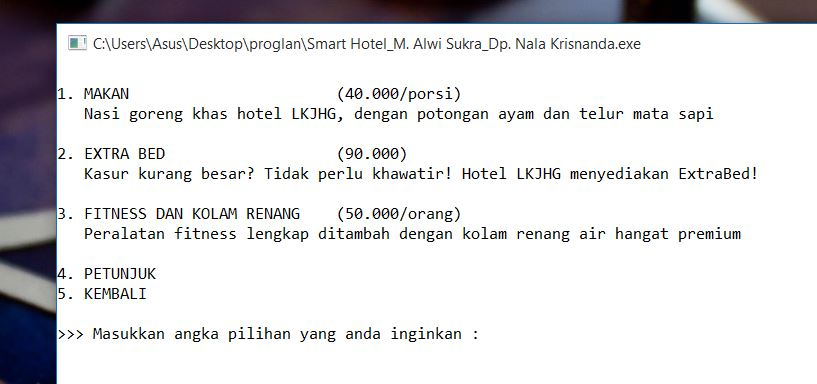 C:\Users\Asus\Desktop\proglan\Smart Hotel_M. Alwi Sukra_Dp. Nala Krisnanda.exe
1. MAKAN (40.000/porsi)
Nasi goreng khas hotel LKJHG, dengan potongan ayam dan telur mata sapi
2. EXTRA BED (90.000)
Kasur kurang besar? Tidak perlu khawatir! Hotel LKJHG menyediakan ExtraBed!
3. FITNESS DAN KOLAM RENANG (50.000/orang)
Peralatan fitness lengkap ditambah dengan kolam renang air hangat premium
4. PETUNJUK
5. KEMBALI
>>> Masukkan angka pilihan yang anda inginkan :